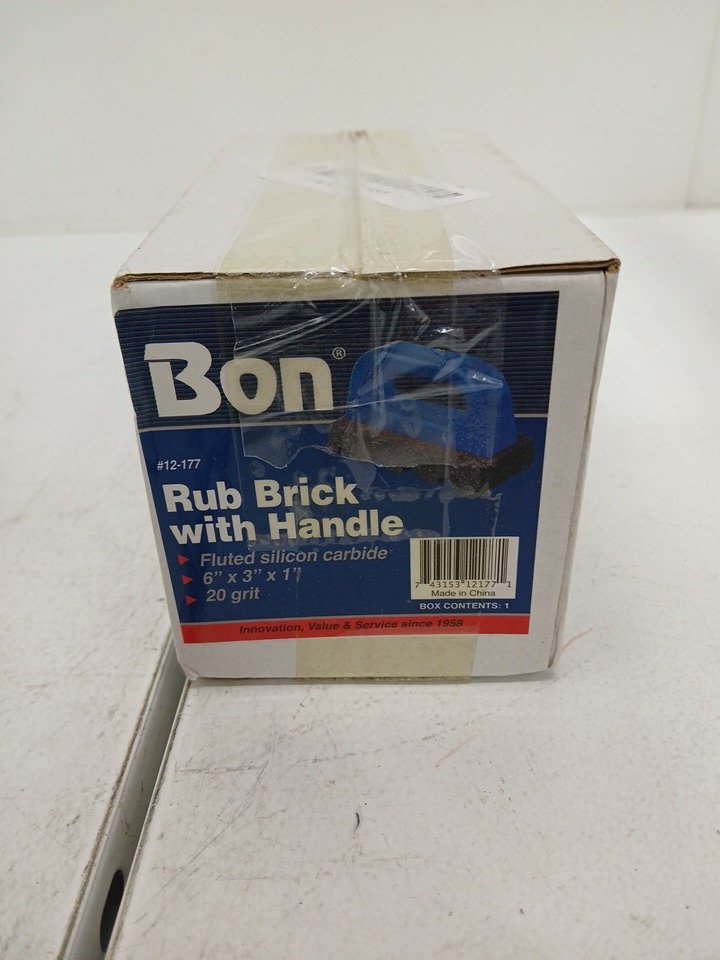 Bon®
#12-177
Rub Brick
with Handle
Fluted silicon carbide
6" x 3" x 1"
20 grit
7 43153 12177 1
Made in China
BOX CONTENTS: 1
Innovation, Value & Service since 1958